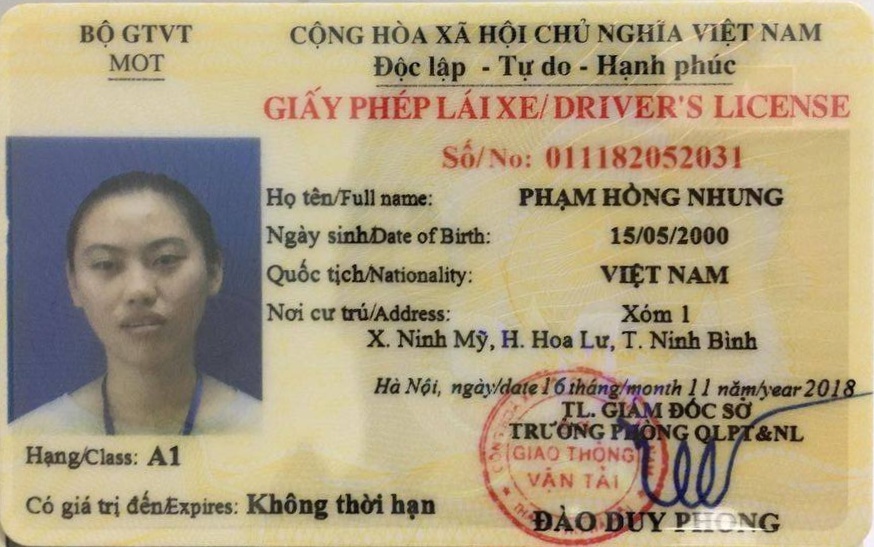 BỘ GTVT
MOT
CỘNG HÒA XÃ HỘI CHỦ NGHĨA VIỆT NAM
Độc lập - Tự do - Hạnh phúc
GIẤY PHÉP LÁI XE/ DRIVER'S LICENSE
Số/No: 011182052031
Họ tên/Full name: PHẠM HỒNG NHUNG
Ngày sinh/Date of Birth: 15/05/2000
Quốc tịch/Nationality: VIỆT NAM
Nơi cư trú/Address: Xóm 1
X. Ninh Mỹ, H. Hoa Lư, T. Ninh Bình
Hà Nội, ngày/date 16 tháng/month 11 năm/year 2018
TL. GIÁM ĐỐC SỞ
TRƯỞNG PHÒNG QLPT&NL
GIAO THÔNG
VẬN TẢI
Hạng/Class: A1
Có giá trị đến/Expires: Không thời hạn
ĐÀO DUY PHONG